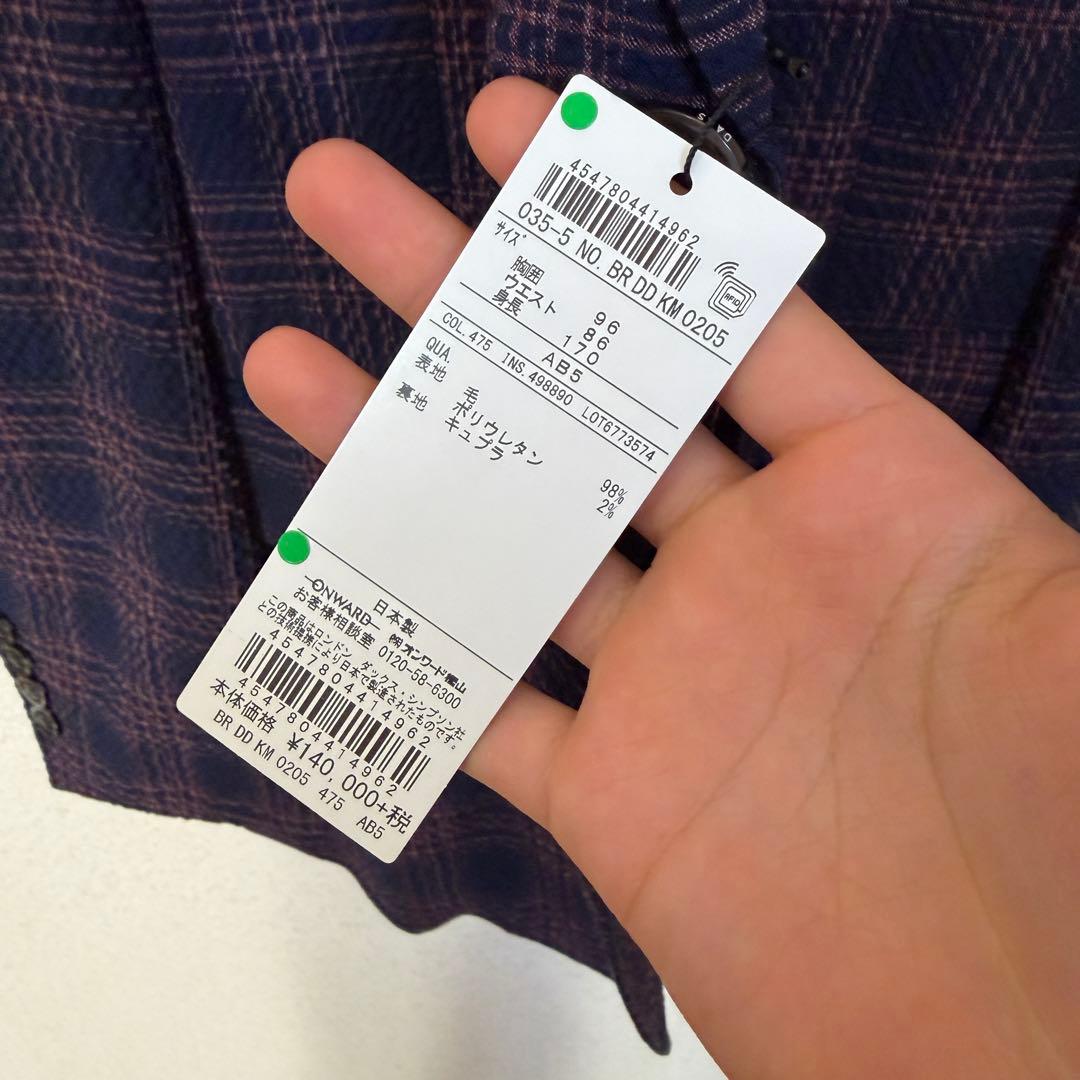 DA S
4547804414962
035-5 NO. BR DD KM 0205
RFID
サイズ
胸囲 96
ウエスト 86
身長 170
AB5
COL. 475 INS. 498890 LOT6773574
QUA.
表地 毛 98%
ポリウレタン 2%
裏地 キュプラ
日本製
ONWARD ㈱オンワード樫山
お客様相談室 0120-58-6300
この商品はロンドン ダックス・シンプソン社
との技術提携により日本で製造されたものです。
4547804414962
4547804414962
本体価格 ¥140,000+税
BR DD KM 0205 475 AB5